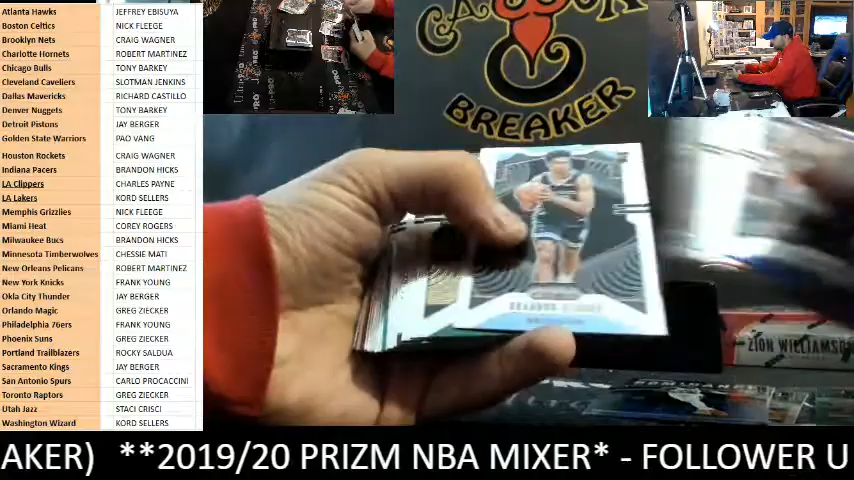 Atlanta Hawks JEFFREY EBISUYA
Boston Celtics NICK FLEEGE
Brooklyn Nets CRAIG WAGNER
Charlotte Hornets ROBERT MARTINEZ
Chicago Bulls TONY BARKEY
Cleveland Cavaliers SLOTMAN JENKINS
Dallas Mavericks RICHARD CASTILLO
Denver Nuggets TONY BARKEY
Detroit Pistons JAY BERGER
Golden State Warriors PAO VANG
Houston Rockets CRAIG WAGNER
Indiana Pacers BRANDON HICKS
LA Clippers CHARLES PAYNE
LA Lakers KORD SELLERS
Memphis Grizzlies NICK FLEEGE
Miami Heat COREY ROGERS
Milwaukee Bucs BRANDON HICKS
Minnesota Timberwolves CHESSIE MATI
New Orleans Pelicans ROBERT MARTINEZ
New York Knicks FRANK YOUNG
Okla City Thunder JAY BERGER
Orlando Magic GREG ZIECKER
Philadelphia 76ers FRANK YOUNG
Phoenix Suns GREG ZIECKER
Portland Trailblazers ROCKY SALDUA
Sacramento Kings JAY BERGER
San Antonio Spurs CARLO PROCACCINI
Toronto Raptors GREG ZIECKER
Utah Jazz STACI CRISCI
Washington Wizard KORD SELLERS
BREAKER
BRANDON
ZION WILLIAMSO
AKER) **2019/20 PRIZM NBA MIXER* - FOLLOWER U